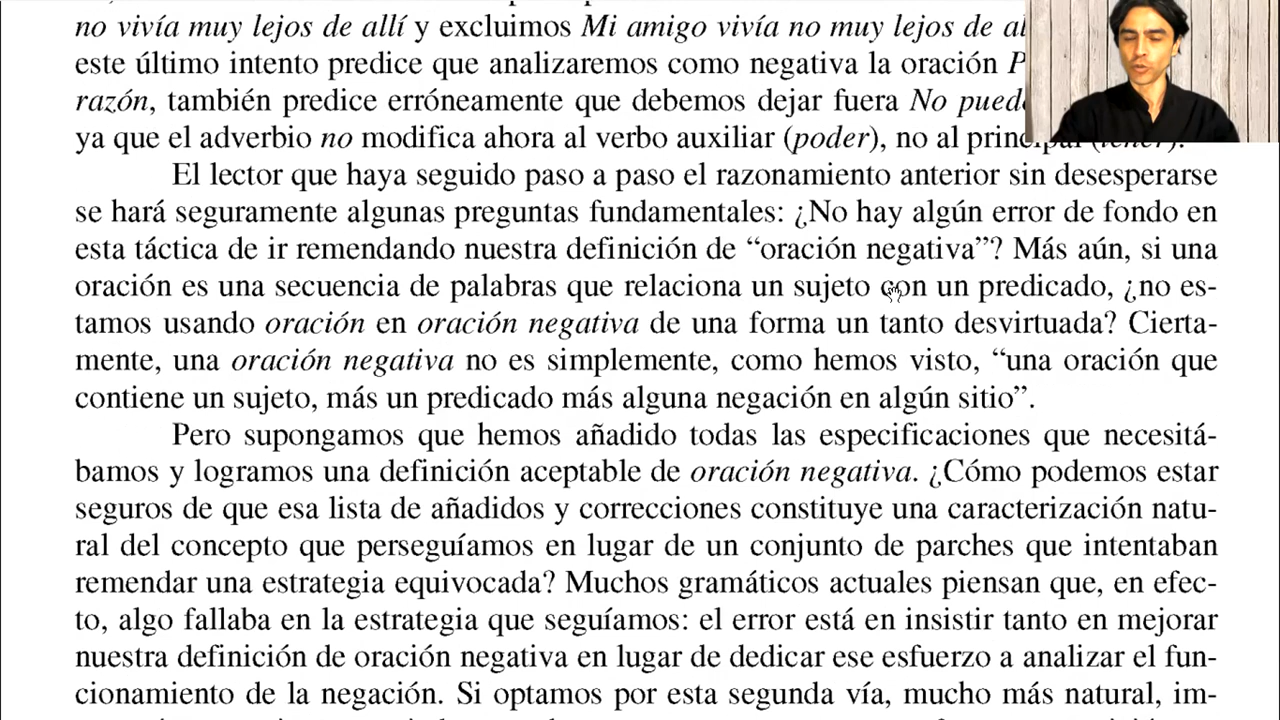 no vivía muy lejos de allí y excluimos Mi amigo vivía no muy lejos de al
este último intento predice que analizaremos como negativa la oración P
razón, también predice erróneamente que debemos dejar fuera No pued
ya que el adverbio no modifica ahora al verbo auxiliar (poder), no al principal (tener).
El lector que haya seguido paso a paso el razonamiento anterior sin desesperarse
se hará seguramente algunas preguntas fundamentales: ¿No hay algún error de fondo en
esta táctica de ir remendando nuestra definición de “oración negativa”? Más aún, si una
oración es una secuencia de palabras que relaciona un sujeto con un predicado, ¿no es-
tamos usando oración en oración negativa de una forma un tanto desvirtuada? Cierta-
mente, una oración negativa no es simplemente, como hemos visto, “una oración que
contiene un sujeto, más un predicado más alguna negación en algún sitio”.
Pero supongamos que hemos añadido todas las especificaciones que necesitá-
bamos y logramos una definición aceptable de oración negativa. ¿Cómo podemos estar
seguros de que esa lista de añadidos y correcciones constituye una caracterización natu-
ral del concepto que perseguíamos en lugar de un conjunto de parches que intentaban
remendar una estrategia equivocada? Muchos gramáticos actuales piensan que, en efec-
to, algo fallaba en la estrategia que seguíamos: el error está en insistir tanto en mejorar
nuestra definición de oración negativa en lugar de dedicar ese esfuerzo a analizar el fun-
cionamiento de la negación. Si optamos por esta segunda vía, mucho más natural, im-